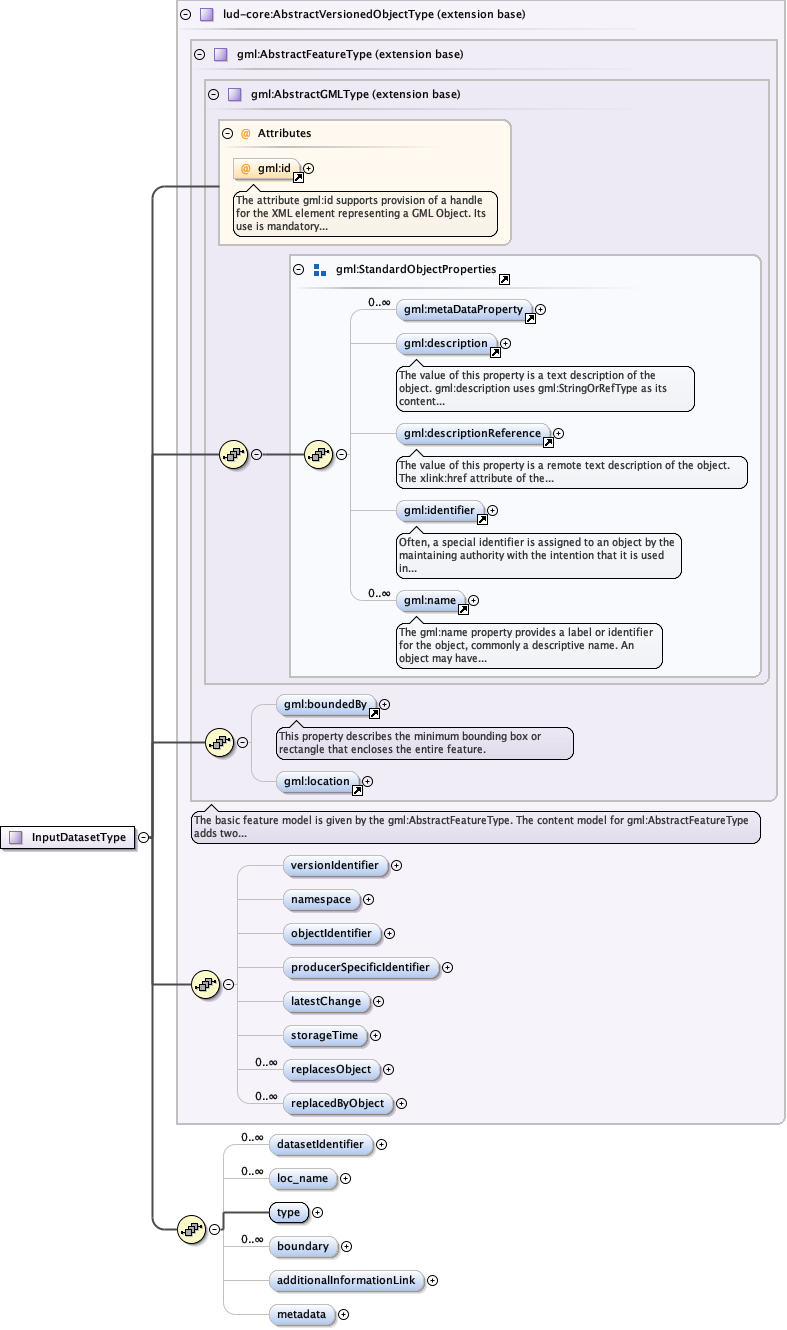 lud-core:AbstractVersionedObjectType (extension base)
gml:AbstractFeatureType (extension base)
gml:AbstractGMLType (extension base)
@ Attributes
@ gml:id
The attribute gml:id supports provision of a handle
for the XML element representing a GML Object. Its
use is mandatory...
gml:StandardObjectProperties
0..∞
gml:metaDataProperty
gml:description
The value of this property is a text description of the
object. gml:description uses gml:StringOrRefType as its
content...
gml:descriptionReference
The value of this property is a remote text description of the object.
The xlink:href attribute of the...
gml:identifier
Often, a special identifier is assigned to an object by the
maintaining authority with the intention that it is used
in...
0..∞
gml:name
The gml:name property provides a label or identifier
for the object, commonly a descriptive name. An
object may have...
gml:boundedBy
This property describes the minimum bounding box or
rectangle that encloses the entire feature.
gml:location
The basic feature model is given by the gml:AbstractFeatureType. The content model for gml:AbstractFeatureType
adds two...
InputDatasetType
versionIdentifier
namespace
objectIdentifier
producerSpecificIdentifier
latestChange
storageTime
0..∞
replacesObject
0..∞
replacedByObject
0..∞
datasetIdentifier
0..∞
loc_name
type
0..∞
boundary
additionalInformationLink
metadata